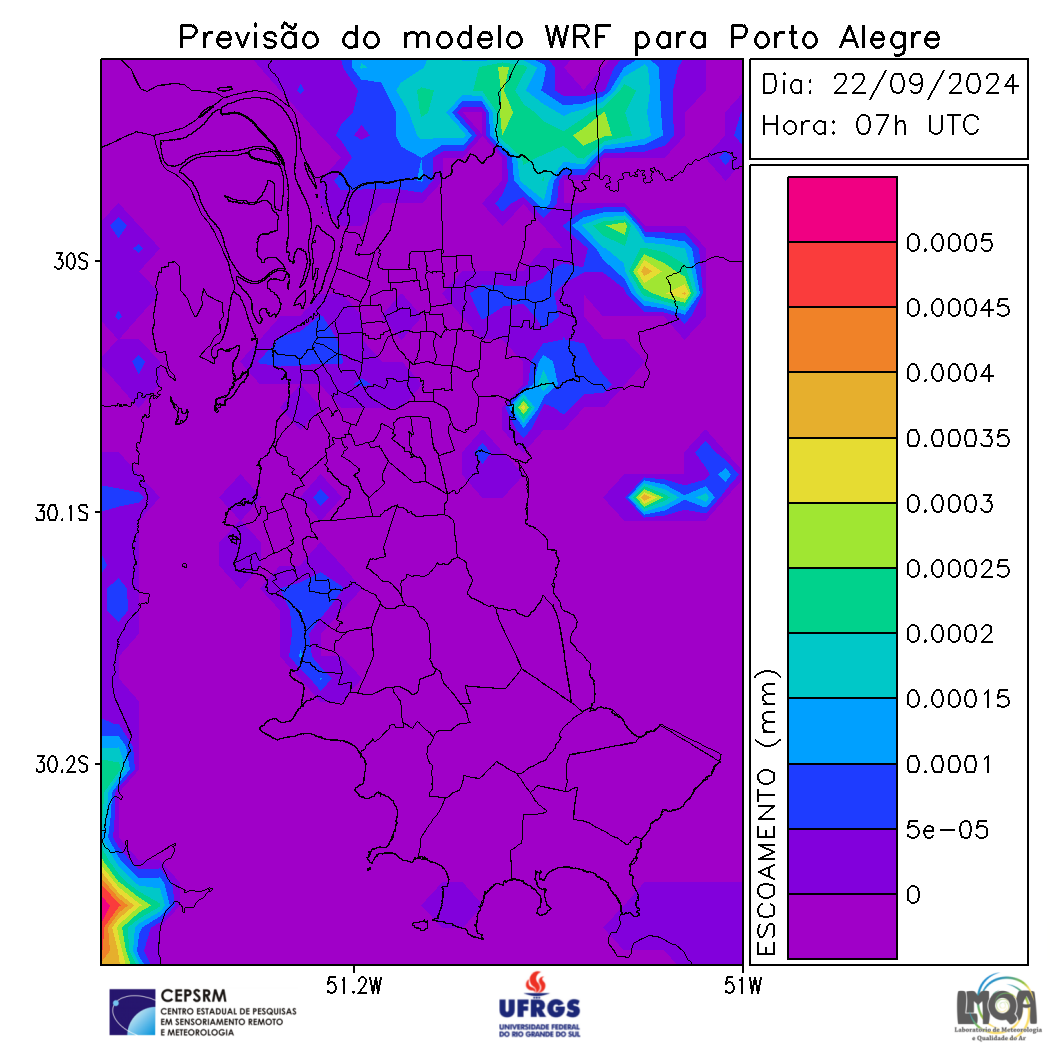 Previsão do modelo WRF para Porto Alegre
Dia: 22/09/2024
Hora: 07h UTC
30S
30.1S
30.2S
51.2W
51W
ESCOAMENTO (mm)
0.0005
0.00045
0.0004
0.00035
0.0003
0.00025
0.0002
0.00015
0.0001
5e-05
0
CEPSRM
CENTRO ESTADUAL DE PESQUISAS
EM SENSORIAMENTO REMOTO
E METEOROLOGIA
UFRGS
UNIVERSIDADE FEDERAL
DO RIO GRANDE DO SUL
LMQA
Laboratório de Meteorologia
e Qualidade do Ar